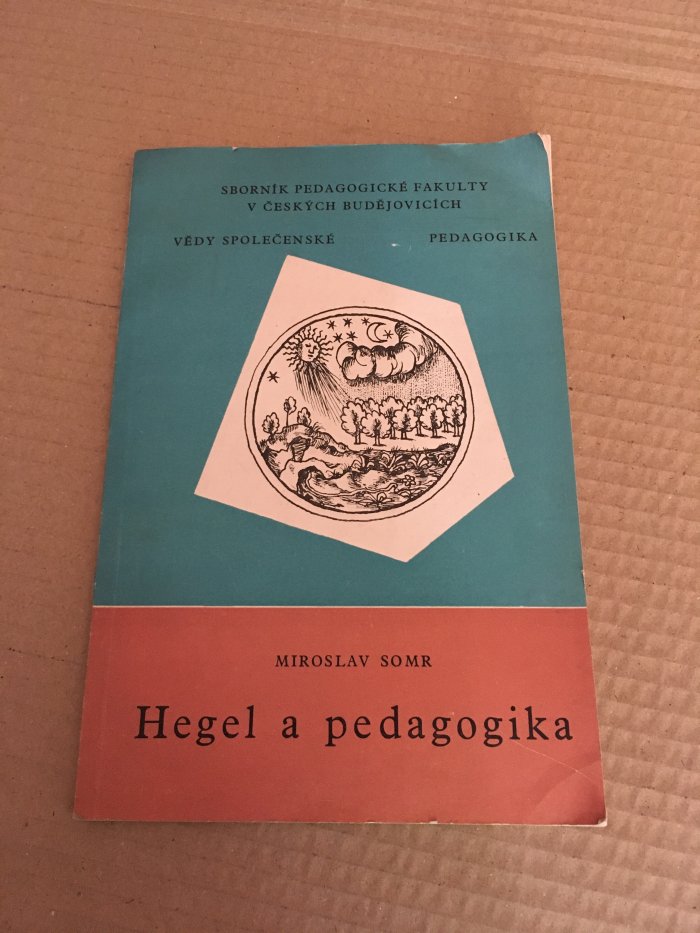 SBORNÍK PEDAGOGICKÉ FAKULTY
V ČESKÝCH BUDĚJOVICÍCH
VĚDY SPOLEČENSKÉ PEDAGOGIKA
MIROSLAV SOMR
Hegel a pedagogika